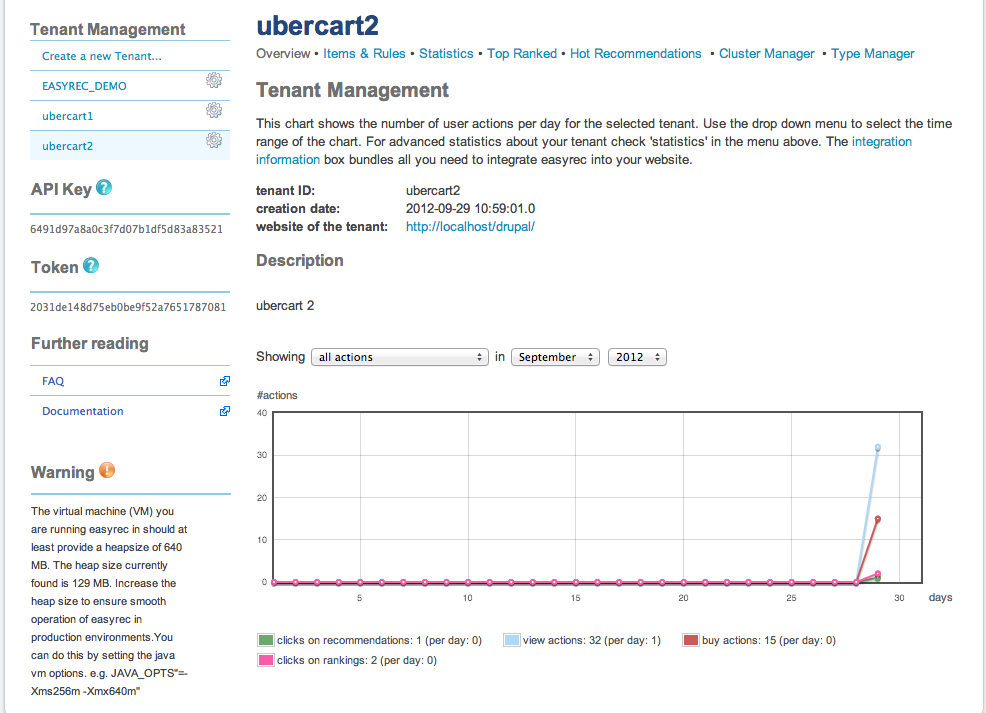 Tenant Management
Create a new Tenant...
EASYREC_DEMO
ubercart1
ubercart2
API Key ?
6491d97a8a0c3f7d07b1df5d83a83521
Token ?
2031de148d75eb0be9f52a7651787081
Further reading
FAQ
Documentation
Warning !
The virtual machine (VM) you
are running easyrec in should at
least provide a heapsize of 640
MB. The heap size currently
found is 129 MB. Increase the
heap size to ensure smooth
operation of easyrec in
production environments.You
can do this by setting the java
vm options. e.g. JAVA_OPTS"=-
Xms256m -Xmx640m"
ubercart2
Overview • Items & Rules • Statistics • Top Ranked • Hot Recommendations • Cluster Manager • Type Manager
Tenant Management
This chart shows the number of user actions per day for the selected tenant. Use the drop down menu to select the time
range of the chart. For advanced statistics about your tenant check 'statistics' in the menu above. The integration
information box bundles all you need to integrate easyrec into your website.
tenant ID: ubercart2
creation date: 2012-09-29 10:59:01.0
website of the tenant: http://localhost/drupal/
Description
ubercart 2
Showing all actions in September 2012
#actions
40
30
20
10
0
5 10 15 20 25 30 days
clicks on recommendations: 1 (per day: 0) view actions: 32 (per day: 1) buy actions: 15 (per day: 0)
clicks on rankings: 2 (per day: 0)